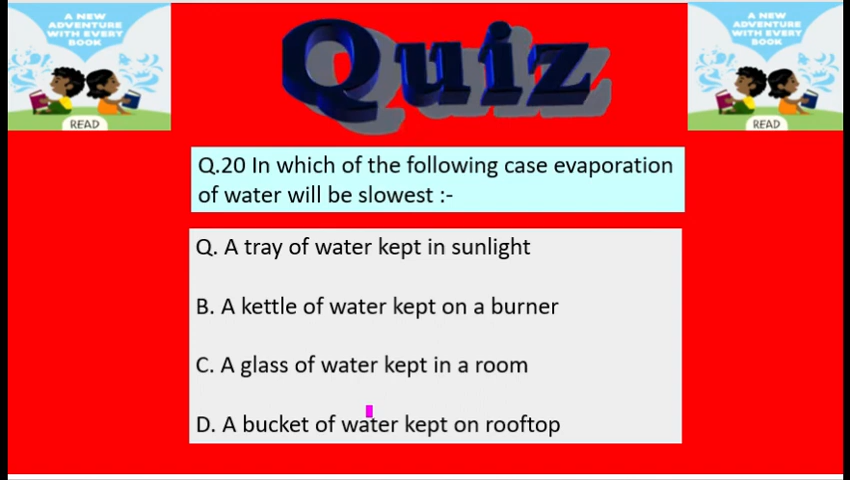 A NEW
ADVENTURE
WITH EVERY
BOOK
READ
Quiz
A NEW
ADVENTURE
WITH EVERY
BOOK
READ
Q.20 In which of the following case evaporation
of water will be slowest :-
Q. A tray of water kept in sunlight
B. A kettle of water kept on a burner
C. A glass of water kept in a room
D. A bucket of water kept on rooftop